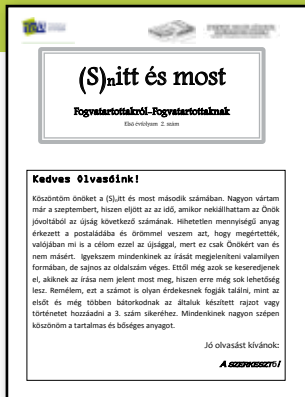 (S)nitt és most
Fogvatartottakról-Fogvatartottaknak
Első évfolyam 2. szám
Kedves Olvasóink!
Köszöntöm önöket a (S)nitt és most második számában. Nagyon vártam
már a szeptembert, hiszen eljött az az idő, amikor nekiállhattam az Önök
jóvoltából az újság következő számának. Hihetetlen mennyiségű anyag
érkezett a postaládába és örömmel veszem azt, hogy megértették,
valójában mi is a célom ezzel az újsággal, mert ez csak Önökért van és
nem másért. Igyekszem mindenkinek az írását megjeleníteni valamilyen
formában, de sajnos az oldalszám véges. Ettől még azok se keseredjenek
el, akiknek az írása nem jelent most meg, hiszen erre még sok lehetőség
lesz. Remélem, ezt a számot is olyan érdekesnek fogják találni, mint az
elsőt és még többen bátorkodnak az általuk készített rajzot vagy
történetet hozzáadni a 3. szám sikeréhez. Mindenkinek nagyon szépen
köszönöm a tartalmas és bőséges anyagot.
Jó olvasást kívánok:
A SZERKESZTŐ!